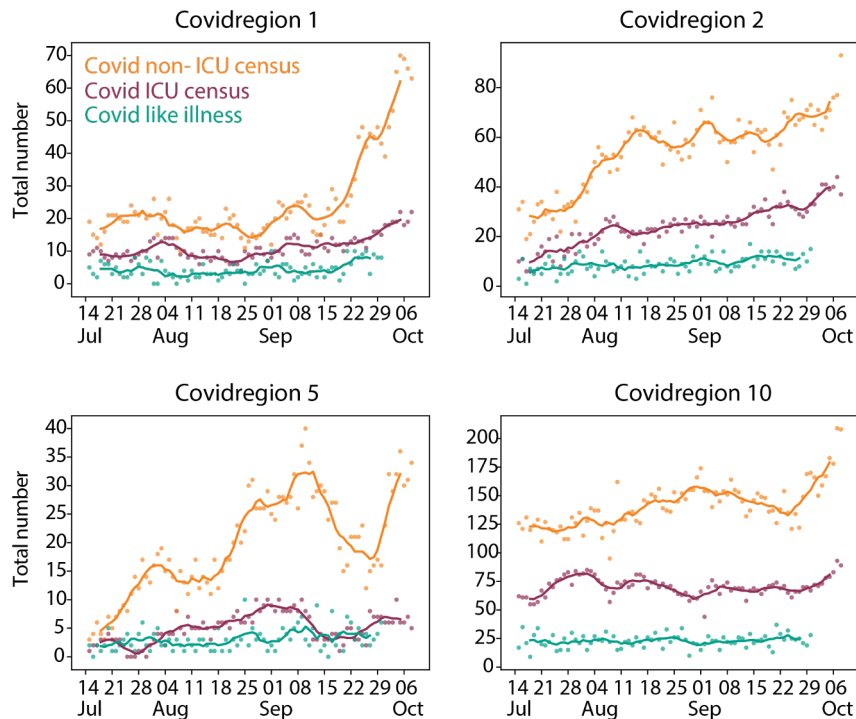 Covidregion 1
Total number
70
60
50
40
30
20
10
0
Covid non- ICU census
Covid ICU census
Covid like illness
14 21 28 04 11 18 25 01 08 15 22 29 06
Jul Aug Sep Oct
Covidregion 2
80
60
40
20
0
14 21 28 04 11 18 25 01 08 15 22 29 06
Jul Aug Sep Oct
Covidregion 5
Total number
40
35
30
25
20
15
10
5
0
14 21 28 04 11 18 25 01 08 15 22 29 06
Jul Aug Sep Oct
Covidregion 10
200
175
150
125
100
75
50
25
0
14 21 28 04 11 18 25 01 08 15 22 29 06
Jul Aug Sep Oct